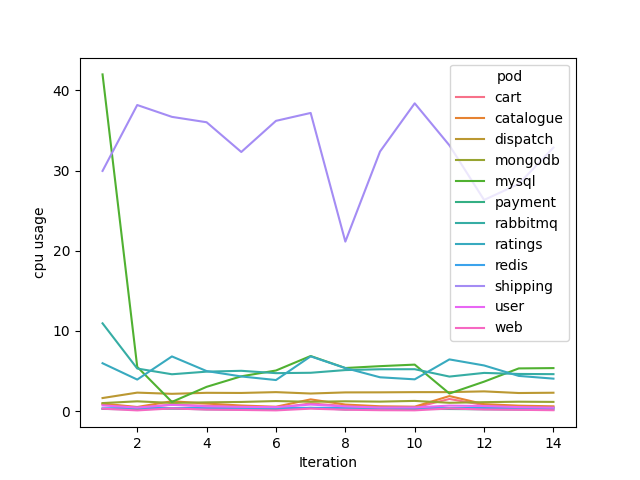 pod
cart
catalogue
dispatch
mongodb
mysql
payment
rabbitmq
ratings
redis
shipping
user
web
40
30
20
10
0
cpu usage
2 4 6 8 10 12 14
Iteration